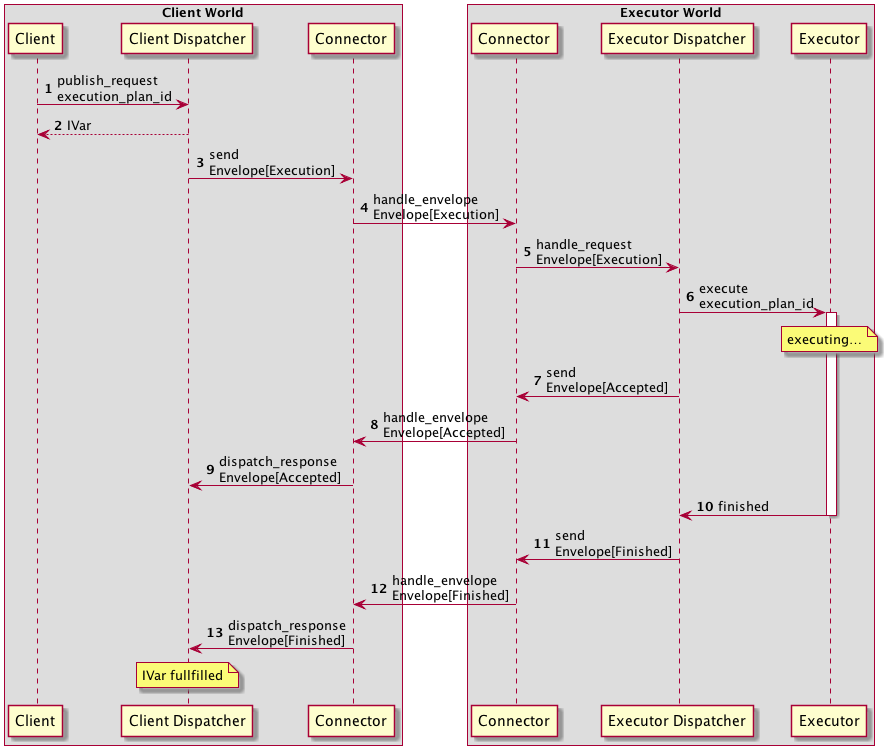 Client World
Executor World
Client
Client Dispatcher
Connector
Connector
Executor Dispatcher
Executor
1 publish_request
execution_plan_id
2 IVar
3 send
Envelope[Execution]
4 handle_envelope
Envelope[Execution]
5 handle_request
Envelope[Execution]
6 execute
execution_plan_id
executing...
7 send
Envelope[Accepted]
8 handle_envelope
Envelope[Accepted]
9 dispatch_response
Envelope[Accepted]
10 finished
11 send
Envelope[Finished]
12 handle_envelope
Envelope[Finished]
13 dispatch_response
Envelope[Finished]
IVar fullfilled
Client
Client Dispatcher
Connector
Connector
Executor Dispatcher
Executor